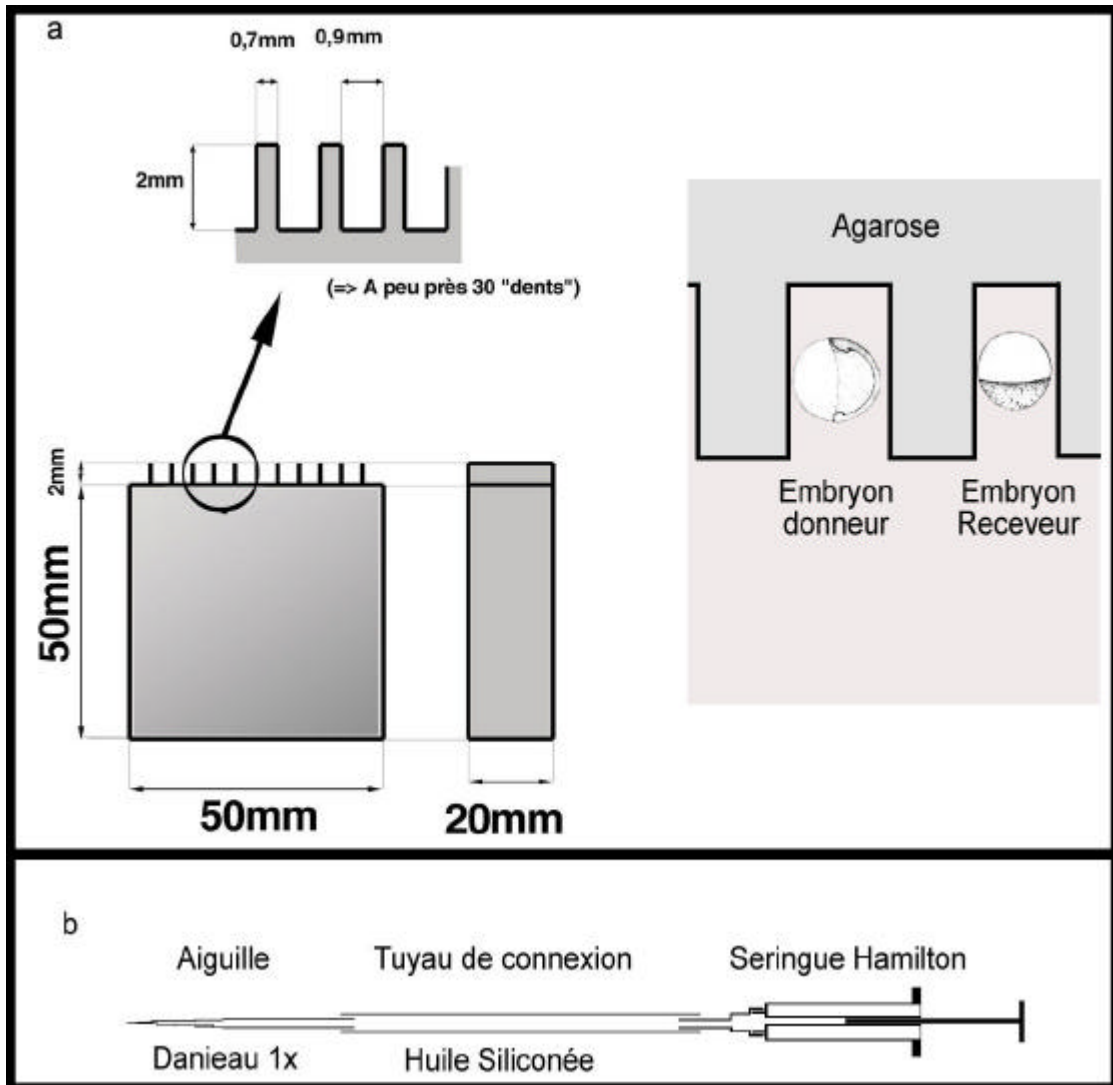 a
0,7mm 0,9mm
2mm
(=> A peu près 30 "dents")
2mm
50mm
50mm 20mm
Agarose
Embryon
donneur
Embryon
Receveur
b
Aiguille Tuyau de connexion Seringue Hamilton
Danieau 1x Huile Siliconée